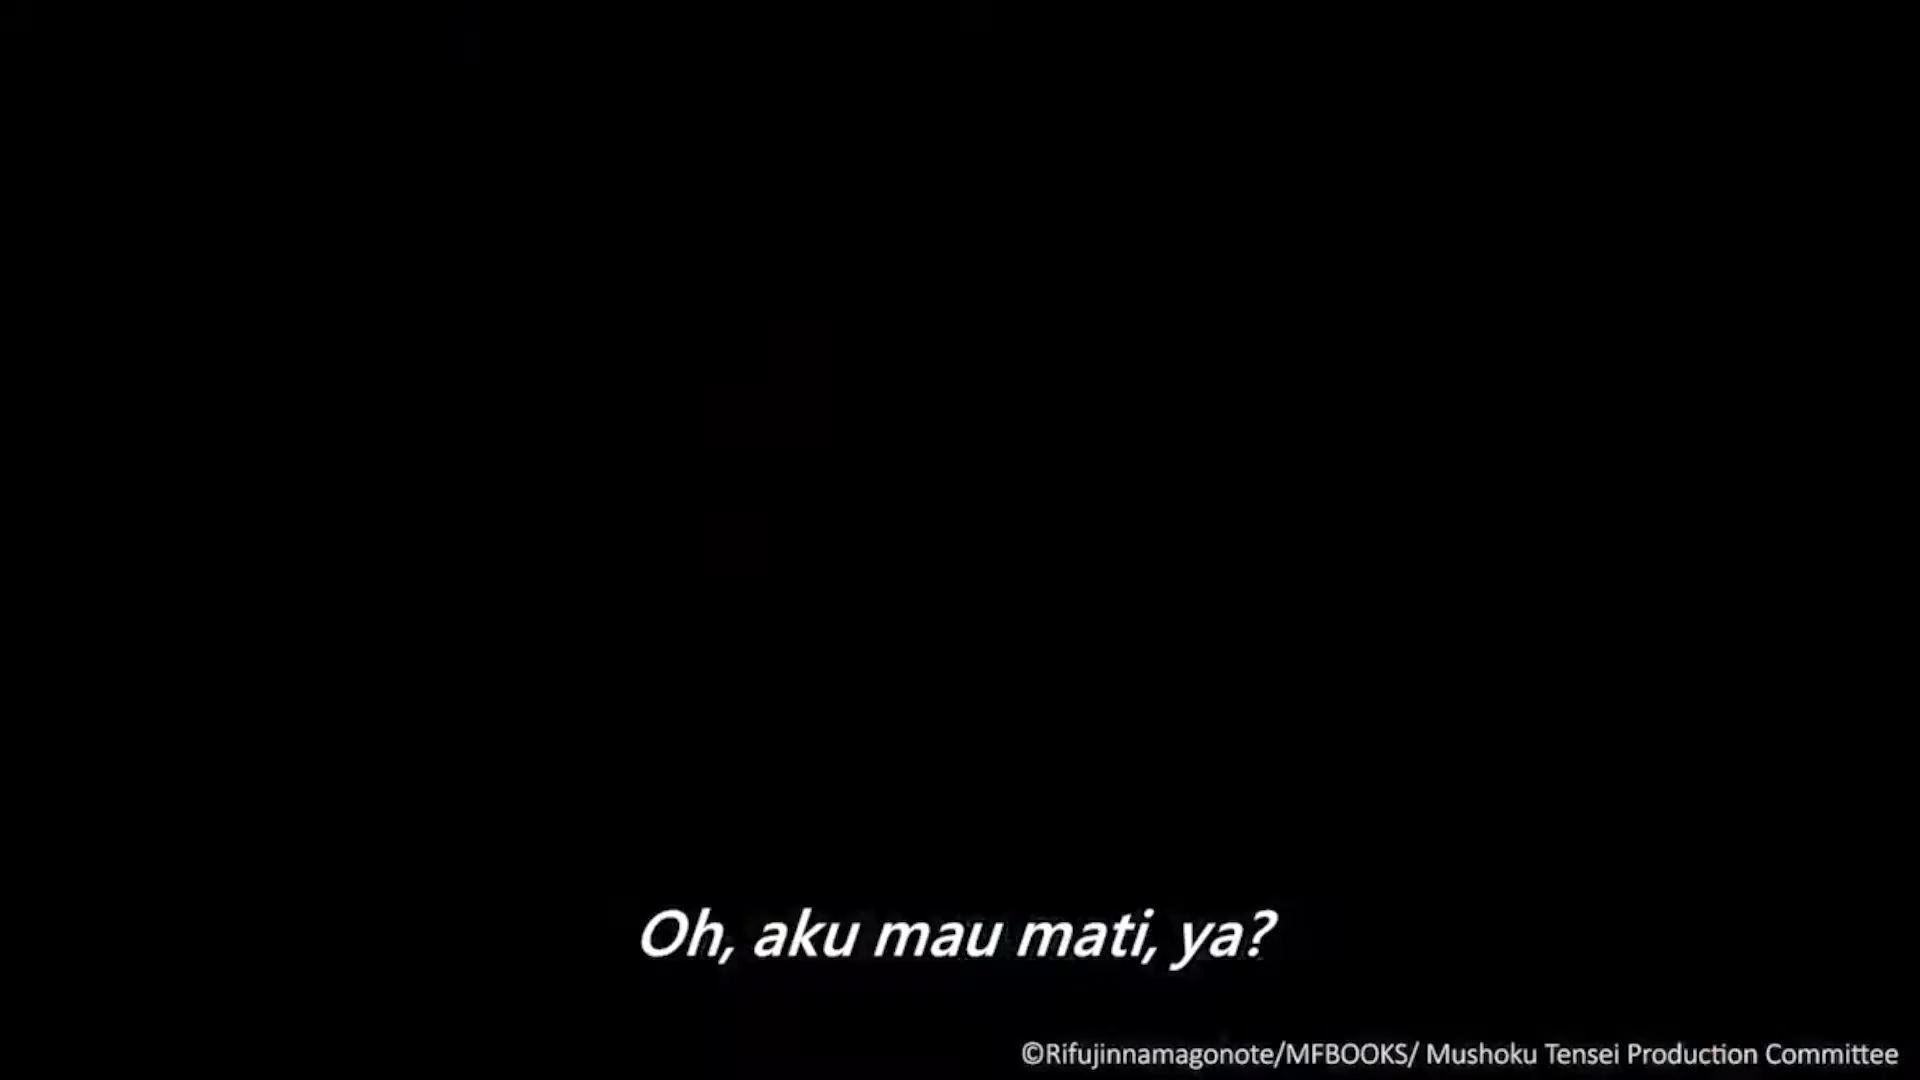 Oh, aku mau mati, ya?
©Rifujinnamagonote/MFBOOKS/ Mushoku Tensei Production Committee